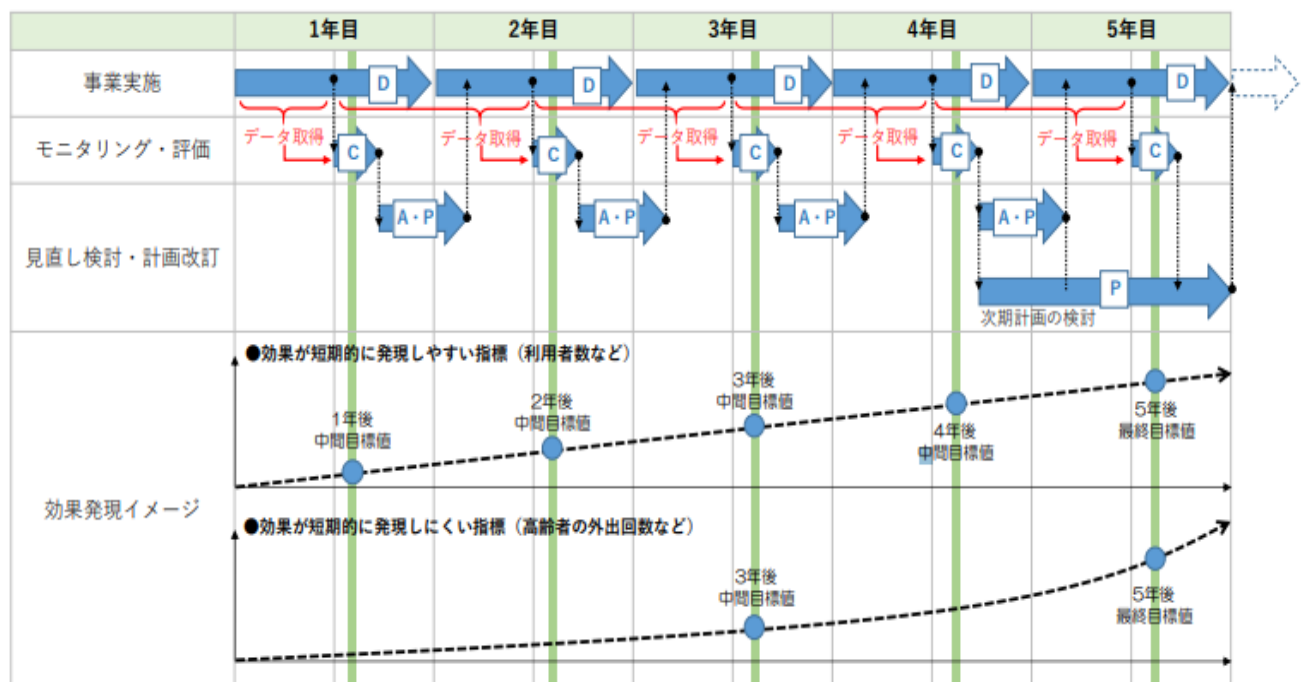 1年目 2年目 3年目 4年目 5年目
事業実施
D D D D D
データ取得 データ取得 データ取得 データ取得 データ取得
モニタリング・評価
C C C C C
見直し検討・計画改訂
A・P A・P A・P A・P
P
次期計画の検討
効果発現イメージ
●効果が短期的に発現しやすい指標（利用者数など）
1年後
中間目標値
2年後
中間目標値
3年後
中間目標値
4年後
中間目標値
5年後
最終目標値
●効果が短期的に発現しにくい指標（高齢者の外出回数など）
3年後
中間目標値
5年後
最終目標値